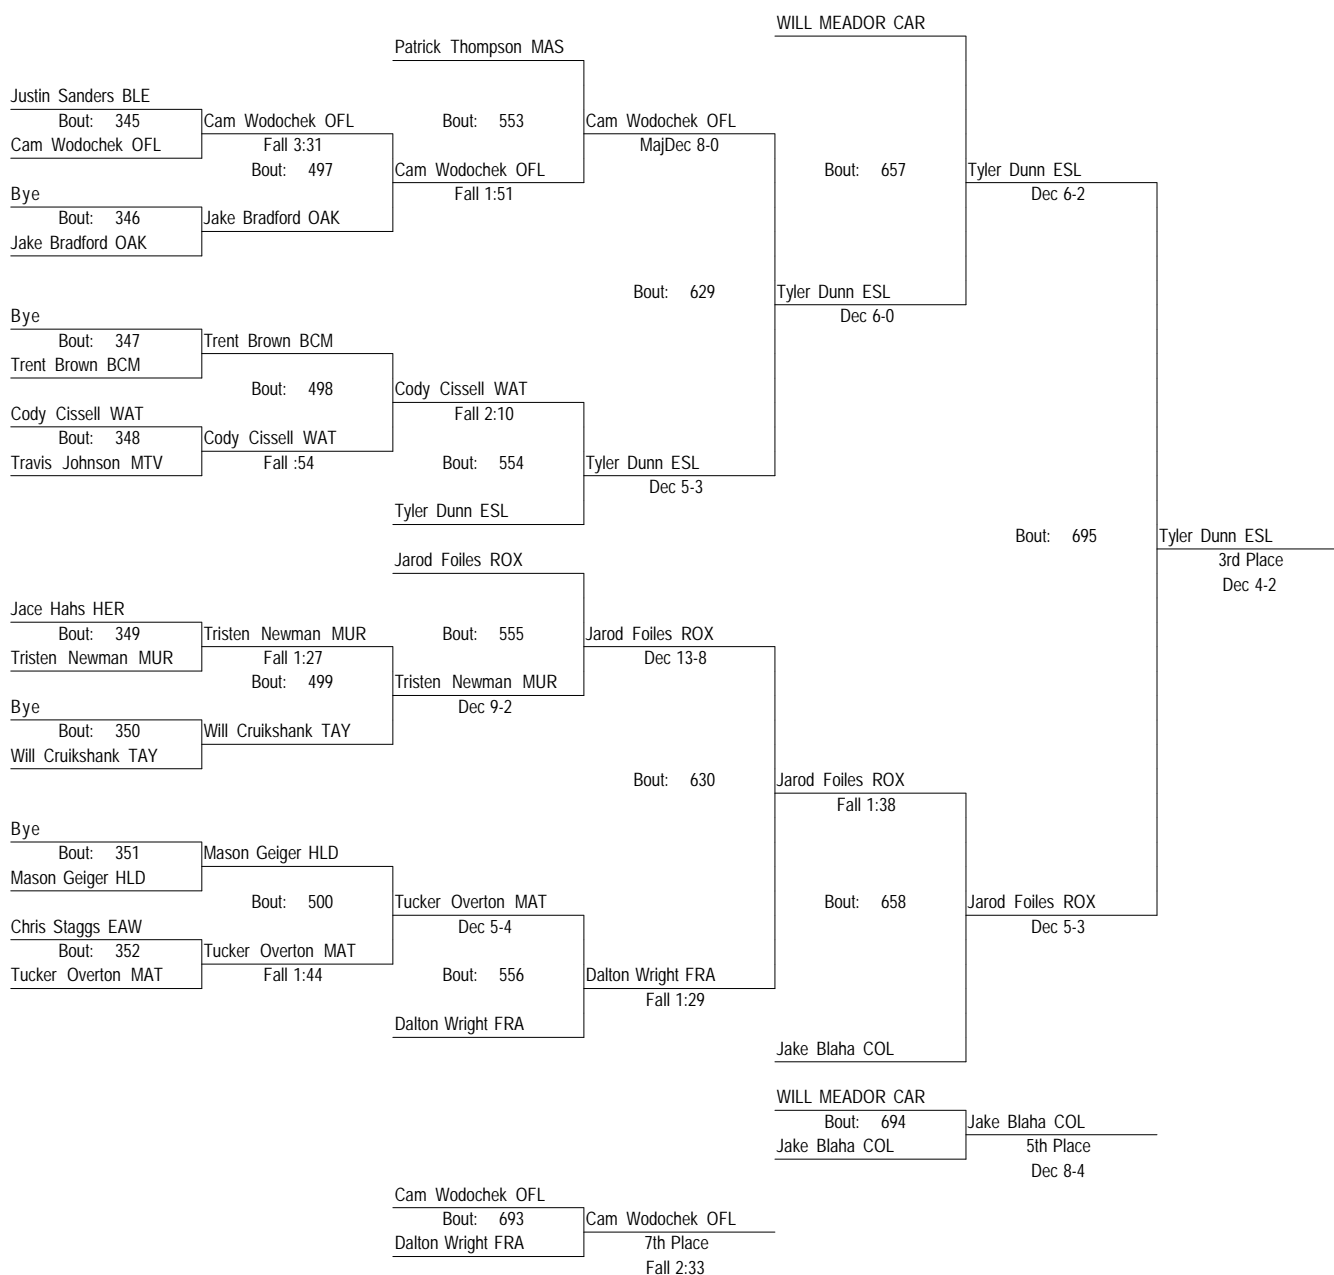 WILL MEADOR CAR
Patrick Thompson MAS
Justin Sanders BLE
Bout: 345
Cam Wodochek OFL
Cam Wodochek OFL
Fall 3:31
Bout: 497
Bye
Bout: 346
Jake Bradford OAK
Jake Bradford OAK
Bout: 553
Cam Wodochek OFL
Fall 1:51
Cam Wodochek OFL
MajDec 8-0
Bout: 657
Tyler Dunn ESL
Dec 6-2
Bout: 629
Tyler Dunn ESL
Dec 6-0
Bye
Bout: 347
Trent Brown BCM
Trent Brown BCM
Bout: 498
Cody Cissell WAT
Bout: 348
Travis Johnson MTV
Cody Cissell WAT
Fall :54
Cody Cissell WAT
Fall 2:10
Bout: 554
Tyler Dunn ESL
Tyler Dunn ESL
Dec 5-3
Bout: 695
Tyler Dunn ESL
3rd Place
Dec 4-2
Jarod Foiles ROX
Jace Hahs HER
Bout: 349
Tristen Newman MUR
Tristen Newman MUR
Fall 1:27
Bout: 499
Bye
Bout: 350
Will Cruikshank TAY
Will Cruikshank TAY
Bout: 555
Tristen Newman MUR
Dec 9-2
Jarod Foiles ROX
Dec 13-8
Bout: 630
Jarod Foiles ROX
Fall 1:38
Bye
Bout: 351
Mason Geiger HLD
Mason Geiger HLD
Bout: 500
Chris Staggs EAW
Bout: 352
Tucker Overton MAT
Tucker Overton MAT
Fall 1:44
Tucker Overton MAT
Dec 5-4
Bout: 556
Dalton Wright FRA
Dalton Wright FRA
Fall 1:29
Bout: 658
Jarod Foiles ROX
Dec 5-3
Jake Blaha COL
WILL MEADOR CAR
Bout: 694
Jake Blaha COL
Jake Blaha COL
5th Place
Dec 8-4
Cam Wodochek OFL
Bout: 693
Dalton Wright FRA
Cam Wodochek OFL
7th Place
Fall 2:33